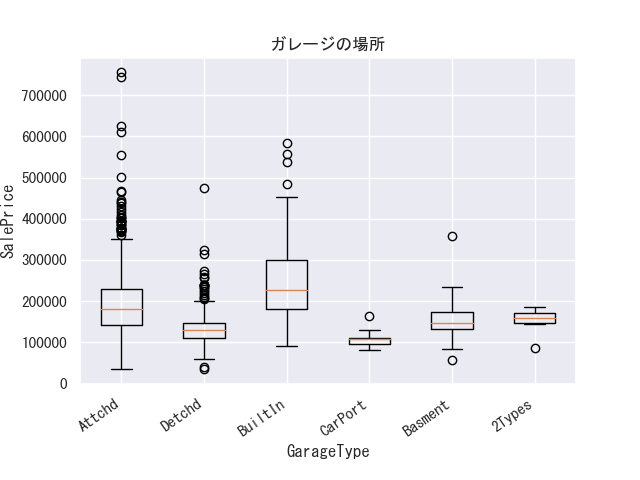 ガレージの場所
700000
600000
500000
400000
300000
200000
100000
0
SalePrice
Attchd
Detchd
BuiltIn
CarPort
Basment
2Types
GarageType